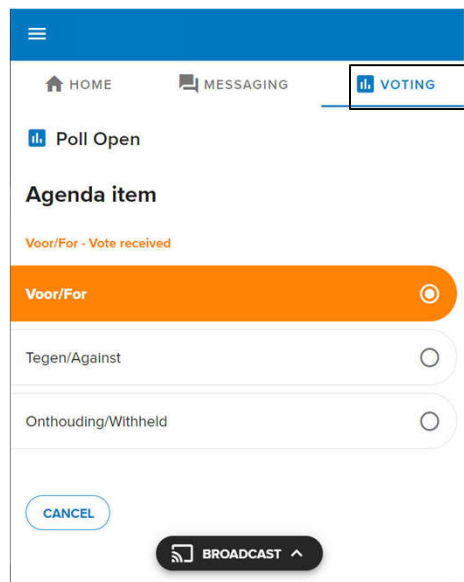 HOME MESSAGING VOTING
Poll Open
Agenda item
Voor/For - Vote received
Voor/For
Tegen/Against
Onthouding/Withheld
CANCEL
BROADCAST